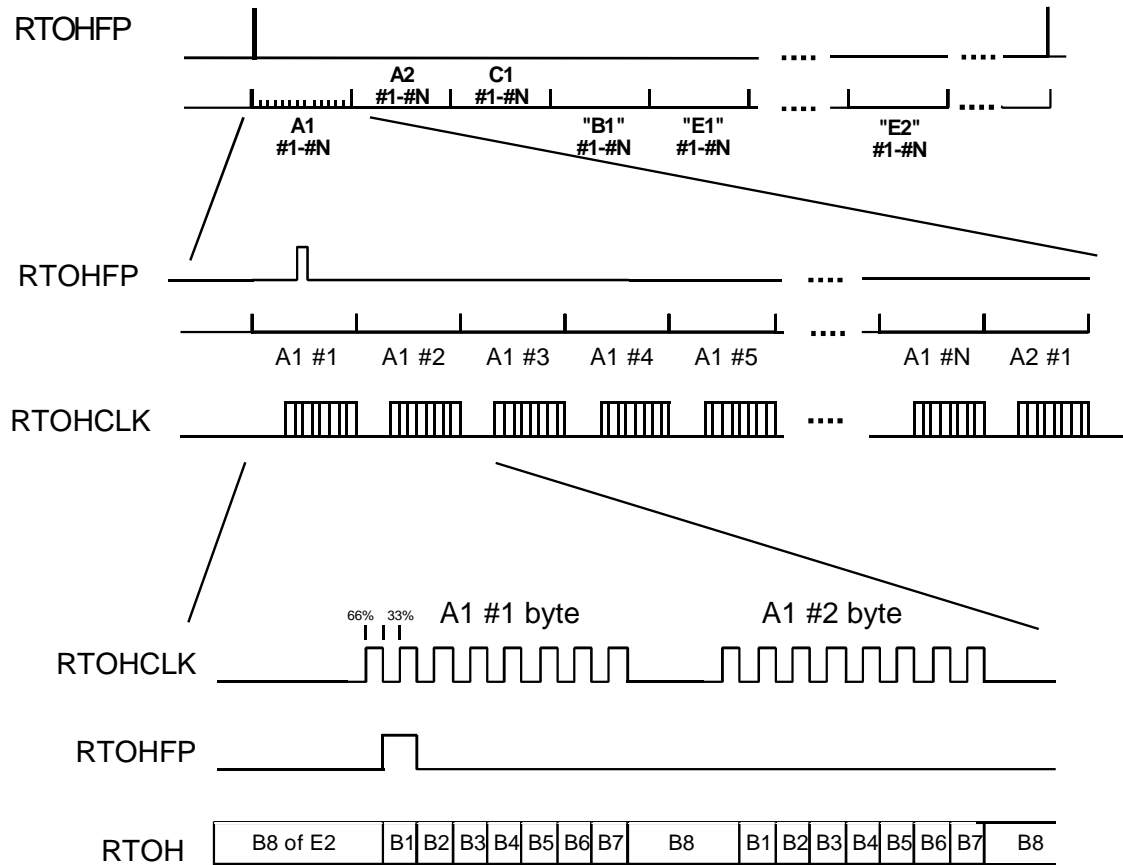 RTOHFP
A2 C1
#1-#N #1-#N
A1 "B1" "E1" "E2"
#1-#N #1-#N #1-#N #1-#N
RTOHFP
A1 #1 A1 #2 A1 #3 A1 #4 A1 #5 A1 #N A2 #1
RTOHCLK
66% 33% A1 #1 byte A1 #2 byte
RTOHCLK
RTOHFP
RTOH B8 of E2 B1 B2 B3 B4 B5 B6 B7 B8 B1 B2 B3 B4 B5 B6 B7 B8